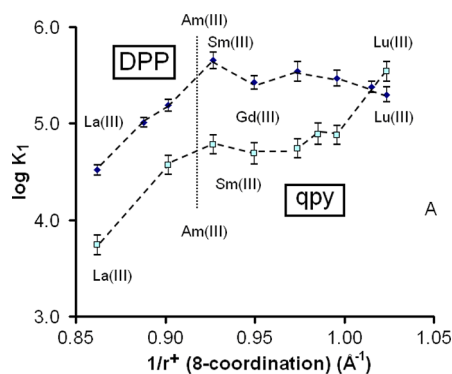 Am(III)
6.0
DPP
Sm(III)
Lu(III)
La(III)
5.0
Gd(III)
Lu(III)
log K1
Sm(III)
qpy
4.0
Am(III)
A
La(III)
3.0
0.85 0.90 0.95 1.00 1.05
1/r+ (8-coordination) (Å-1)